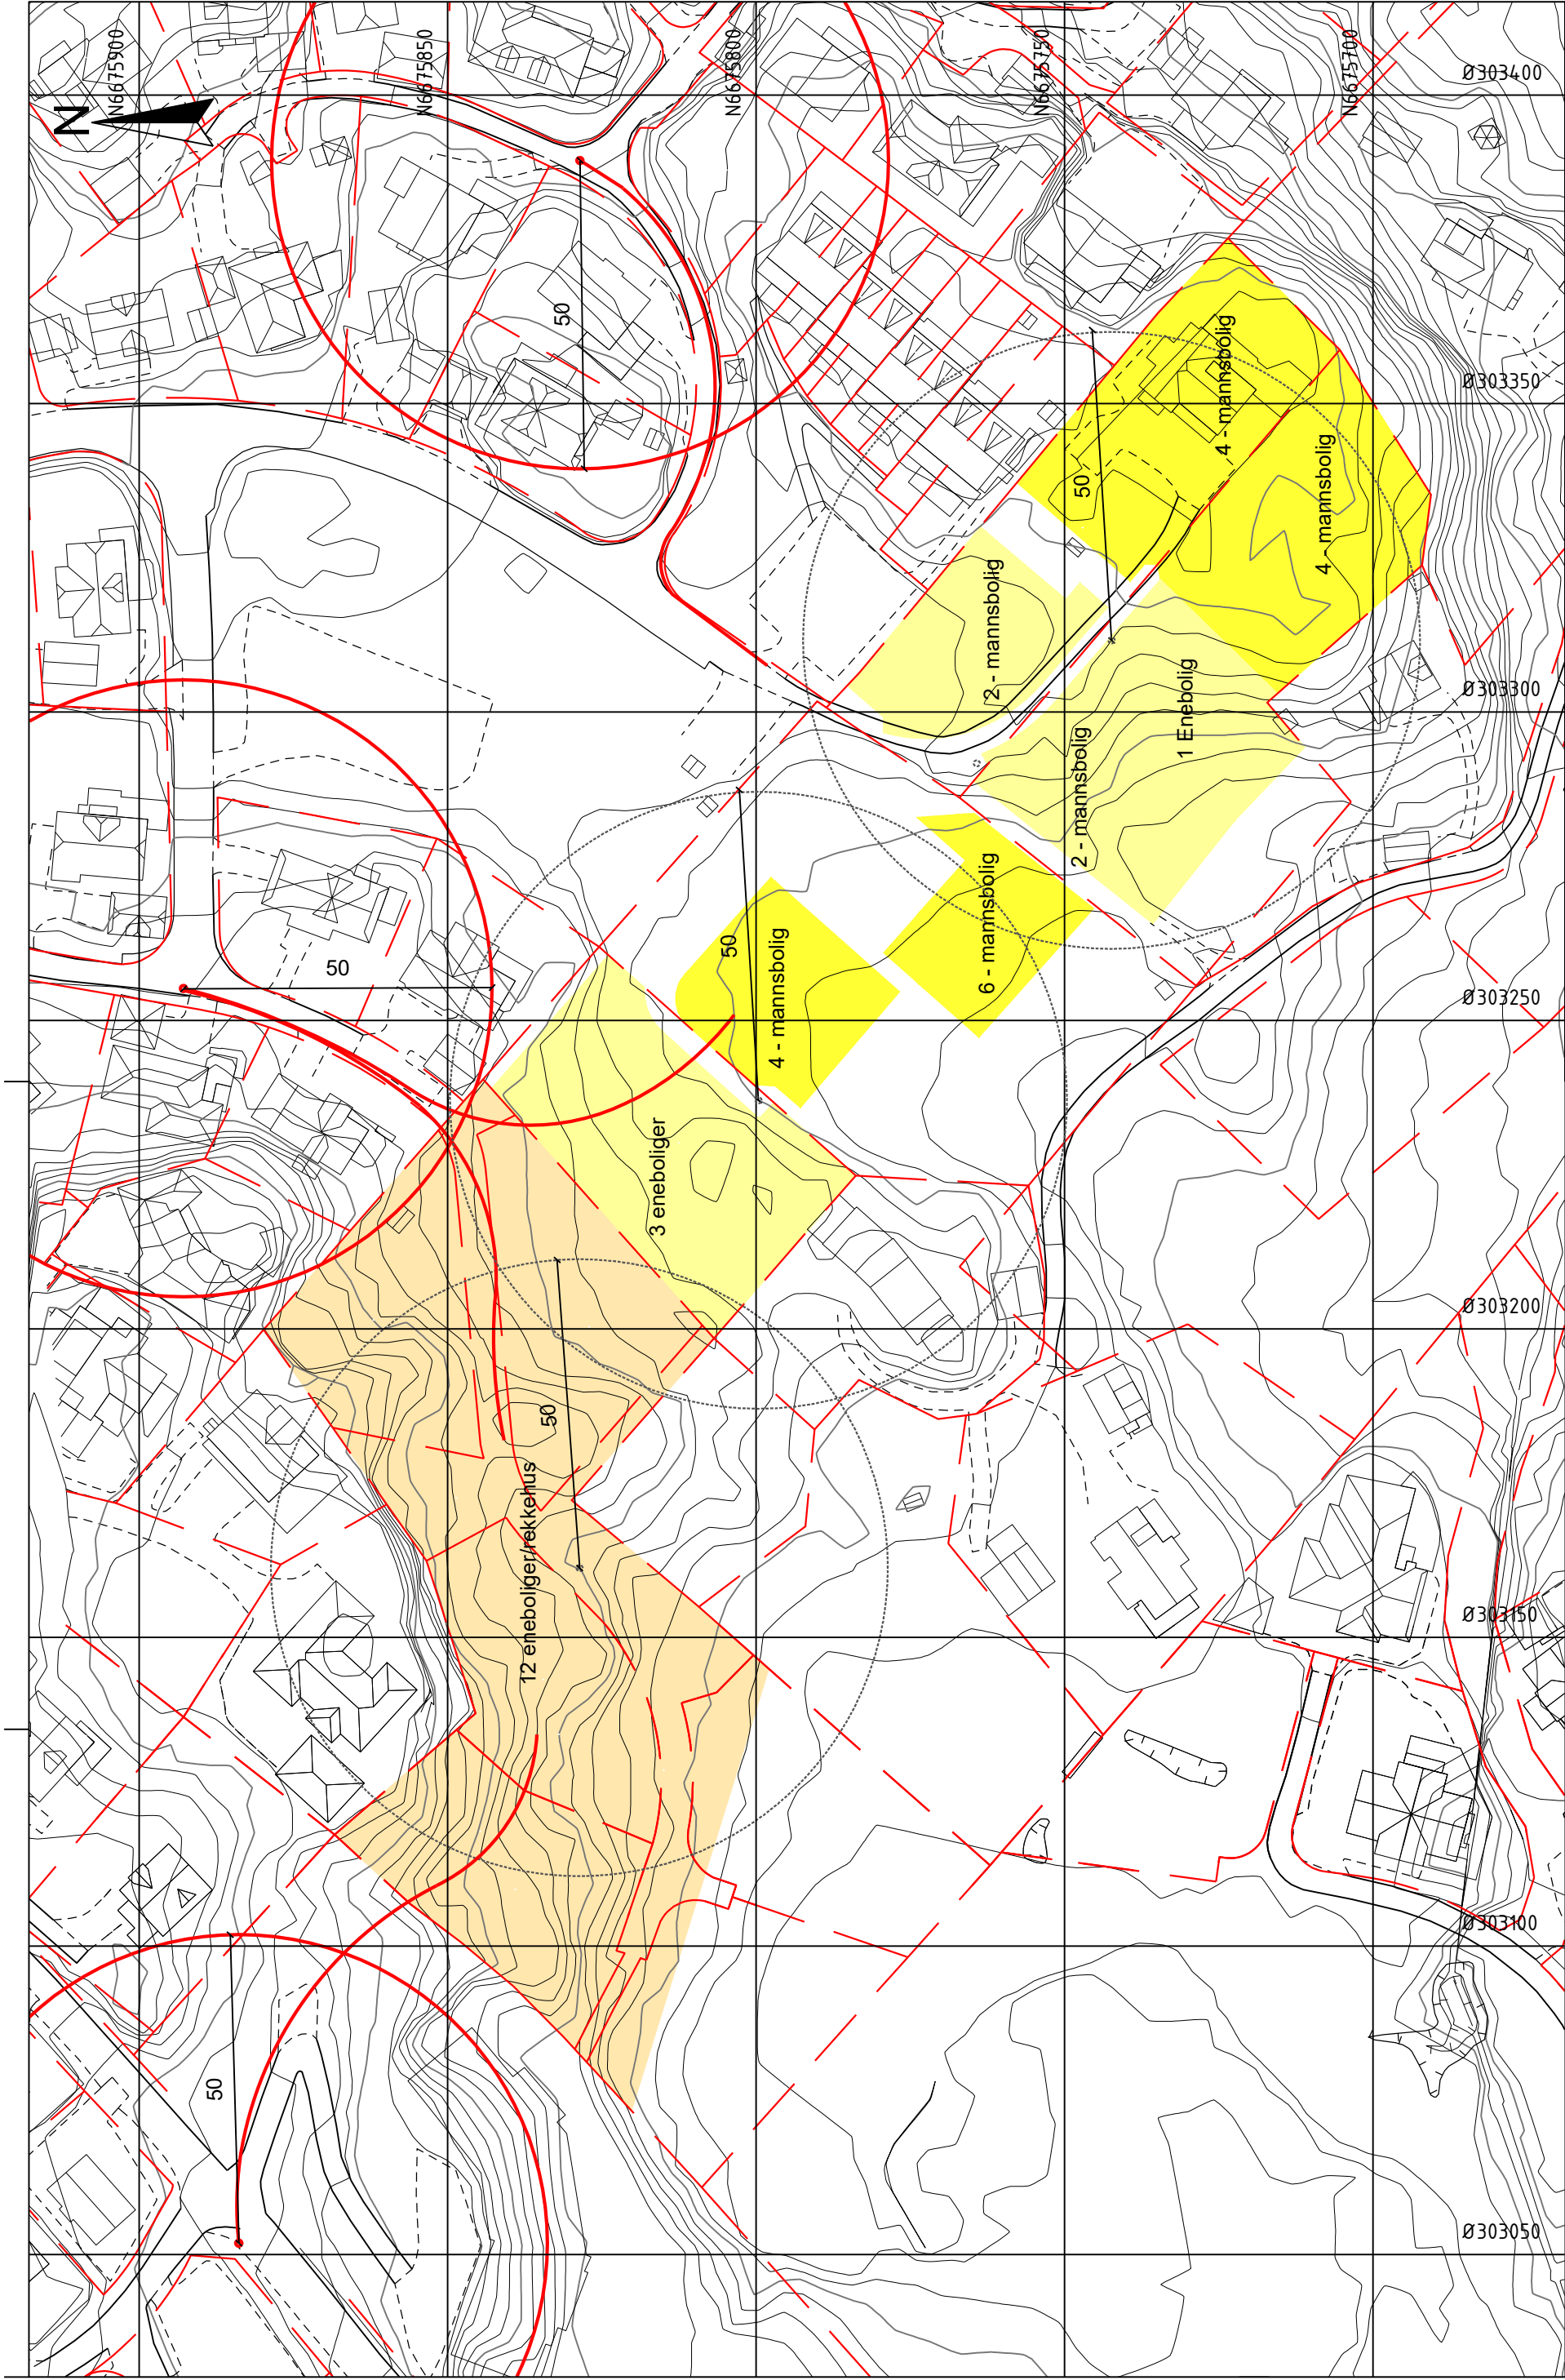 N
N6675900
N6675850
N6675800
N6675750
N6675700
Ø303400
50
4 - mannsbolig
Ø303350
50
4 - mannsbolig
2 - mannsbolig
1 Enebolig
Ø303300
2 - mannsbolig
6 - mannsbolig
50
50
4 - mannsbolig
Ø303250
3 eneboliger
Ø303200
50
12 eneboliger/rekkehus
Ø303150
Ø303100
50
Ø303050